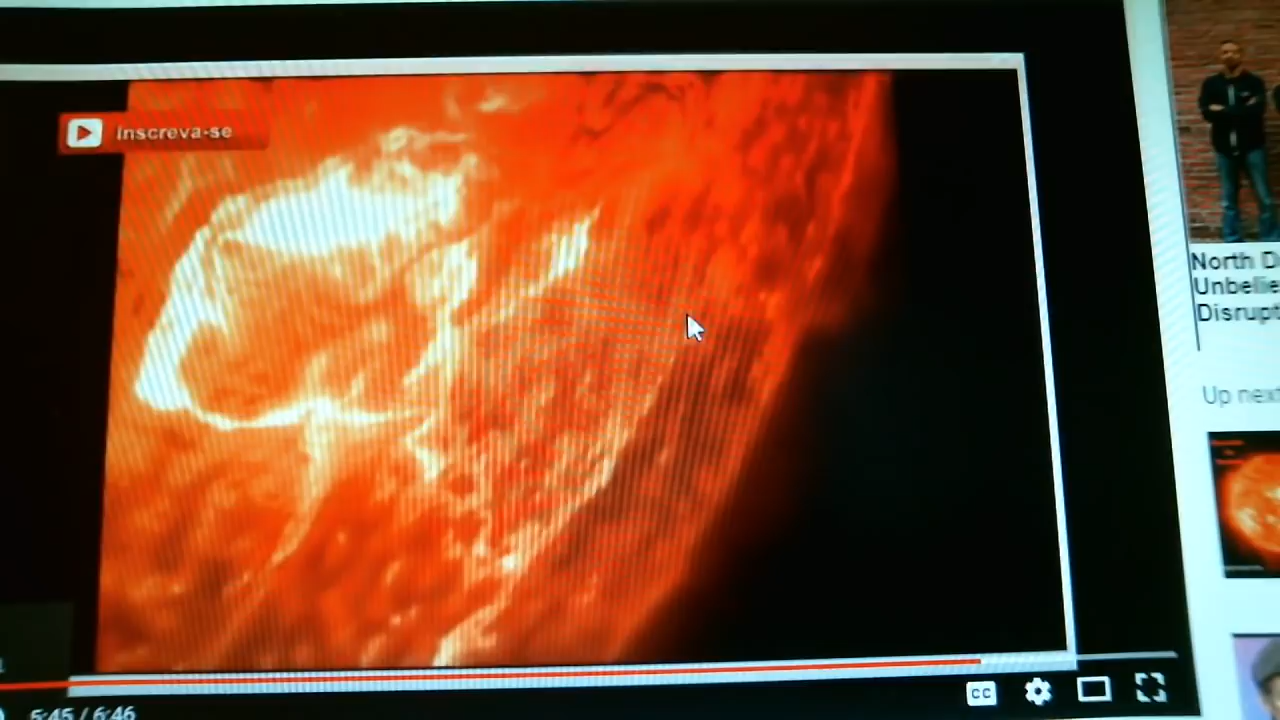 Inscreva-se
North D
Unbelie
Disrupt
Up next
CC
5:45 / 6:46